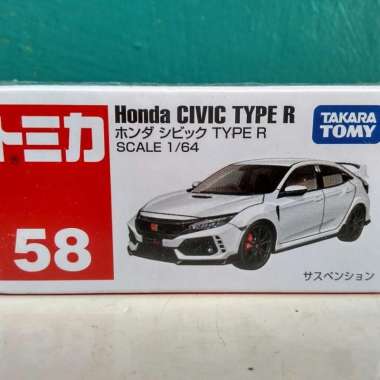 トミカ
58
Honda CIVIC TYPE R
ホンダ シビック TYPE R
SCALE 1/64
TAKARA
TOMY
サスペンション